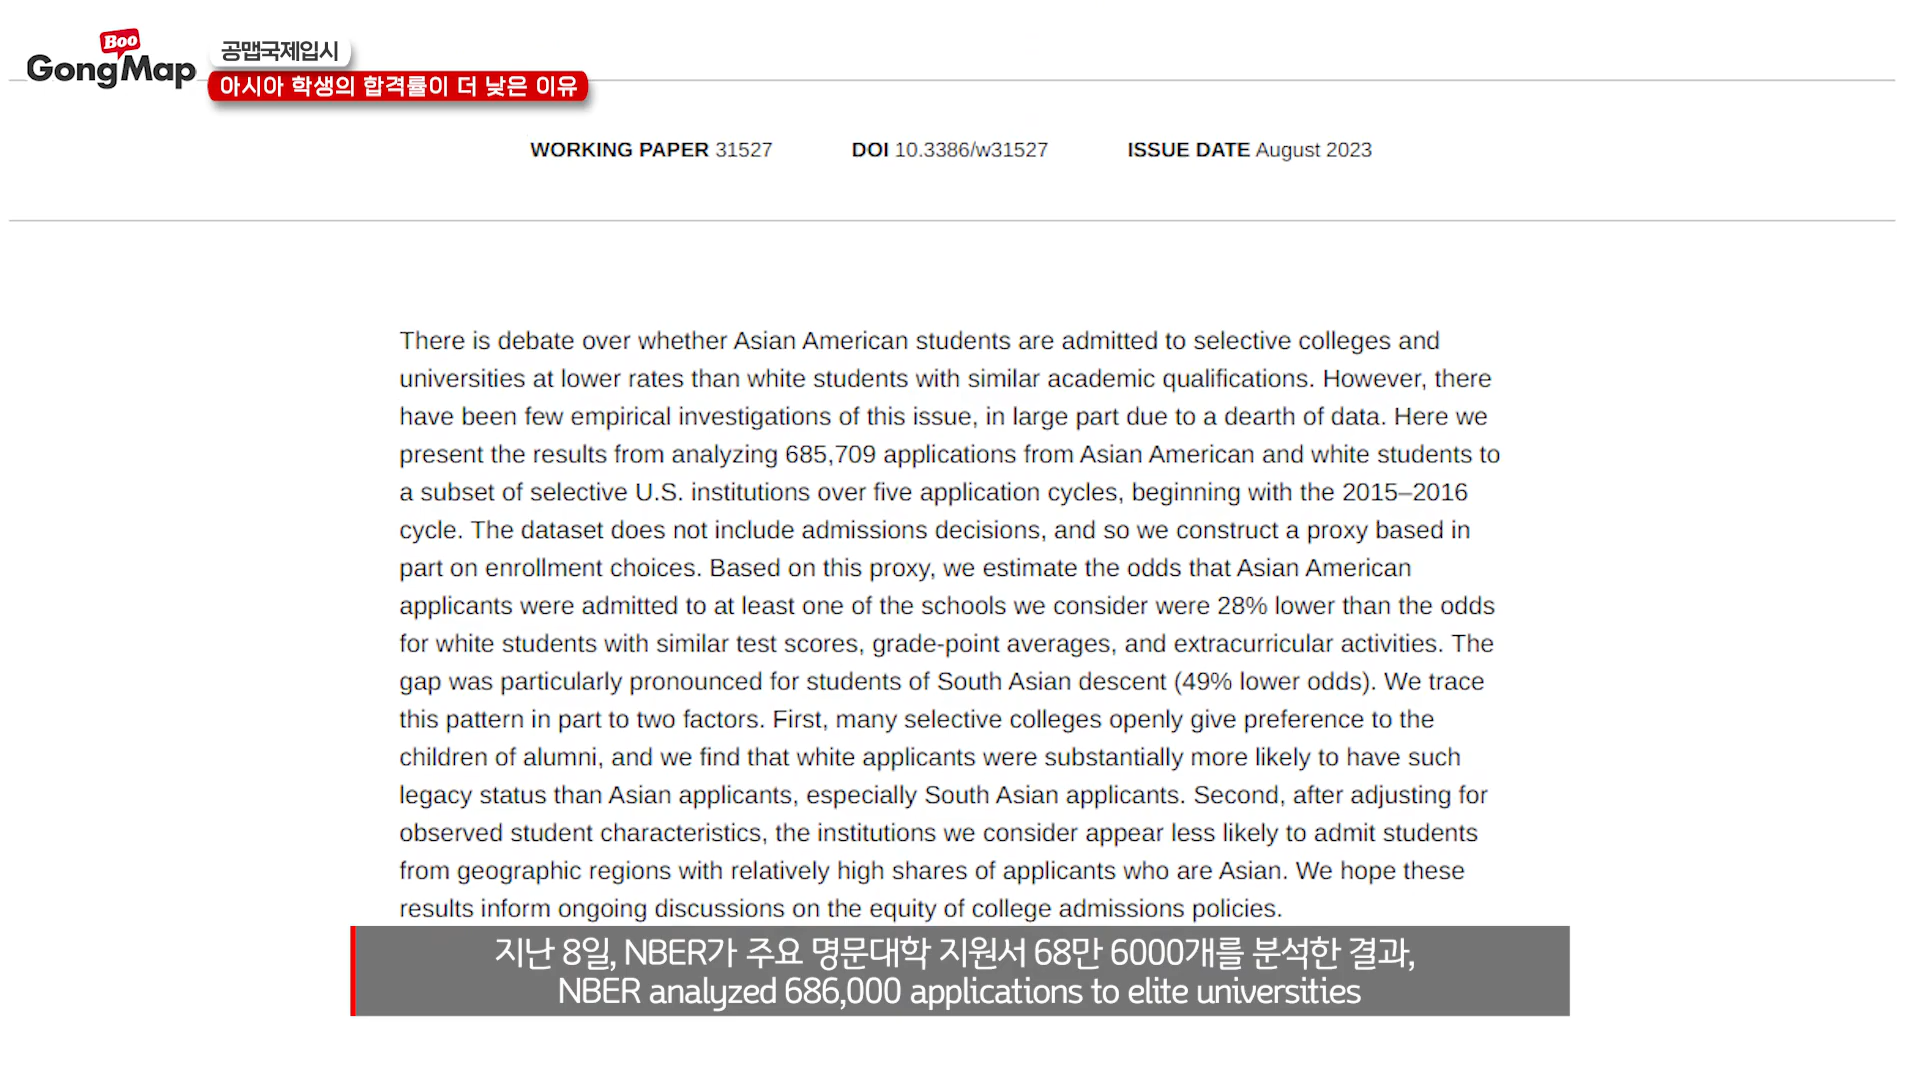 Boo
GongMap
공맵국제입시
아시아 학생의 합격률이 더 낮은 이유
WORKING PAPER 31527 DOI 10.3386/w31527 ISSUE DATE August 2023
There is debate over whether Asian American students are admitted to selective colleges and
universities at lower rates than white students with similar academic qualifications. However, there
have been few empirical investigations of this issue, in large part due to a dearth of data. Here we
present the results from analyzing 685,709 applications from Asian American and white students to
a subset of selective U.S. institutions over five application cycles, beginning with the 2015–2016
cycle. The dataset does not include admissions decisions, and so we construct a proxy based in
part on enrollment choices. Based on this proxy, we estimate the odds that Asian American
applicants were admitted to at least one of the schools we consider were 28% lower than the odds
for white students with similar test scores, grade-point averages, and extracurricular activities. The
gap was particularly pronounced for students of South Asian descent (49% lower odds). We trace
this pattern in part to two factors. First, many selective colleges openly give preference to the
children of alumni, and we find that white applicants were substantially more likely to have such
legacy status than Asian applicants, especially South Asian applicants. Second, after adjusting for
observed student characteristics, the institutions we consider appear less likely to admit students
from geographic regions with relatively high shares of applicants who are Asian. We hope these
results inform ongoing discussions on the equity of college admissions policies.
지난 8일, NBER가 주요 명문대학 지원서 68만 6000개를 분석한 결과,
NBER analyzed 686,000 applications to elite universities